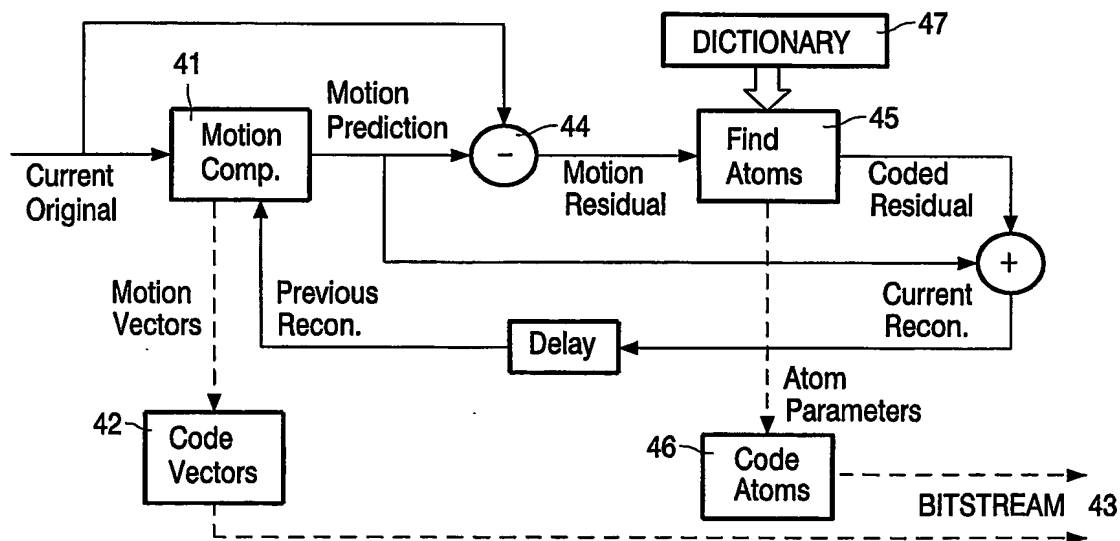 47
DICTIONARY
41
Motion
Prediction
44
45
Motion
Comp.
-
Find
Atoms
Current
Original
Motion
Residual
Coded
Residual
+
Motion
Vectors
Previous
Recon.
Current
Recon.
Delay
Atom
Parameters
42
Code
Vectors
46
Code
Atoms
BITSTREAM 43